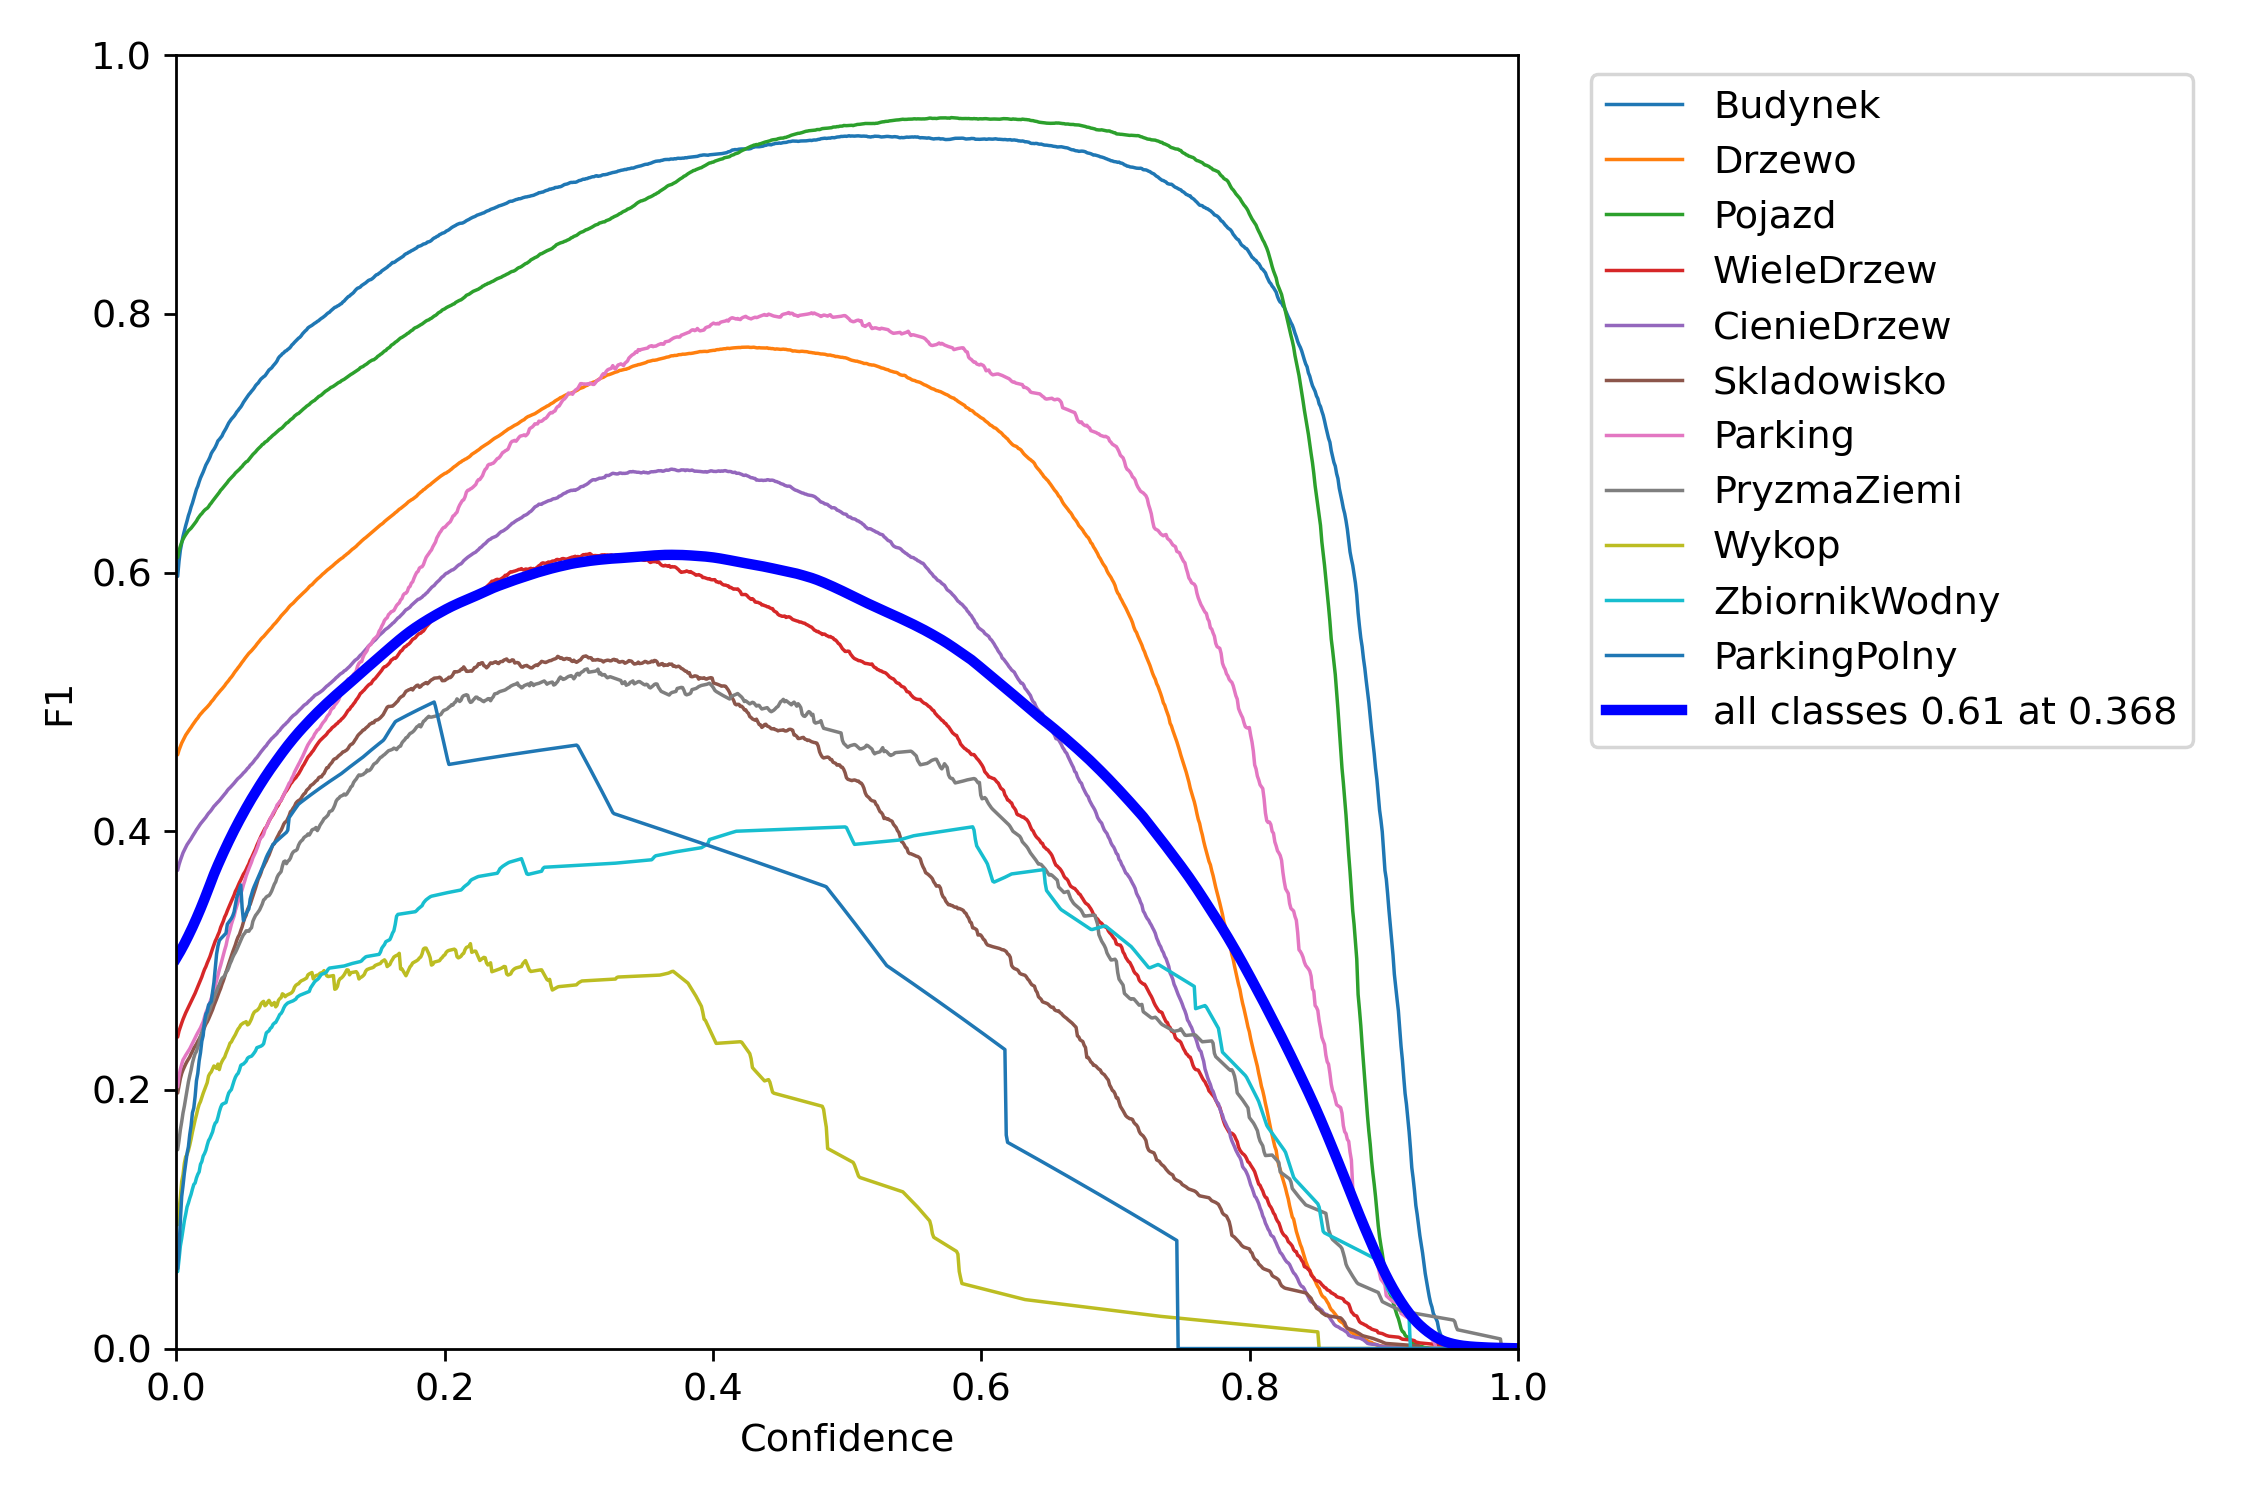 1.0
0.8
0.6
0.4
0.2
0.0
F1
0.0 0.2 0.4 0.6 0.8 1.0
Confidence
Budynek
Drzewo
Pojazd
WieleDrzew
CienieDrzew
Skladowisko
Parking
PryzmaZiemi
Wykop
ZbiornikWodny
ParkingPolny
all classes 0.61 at 0.368